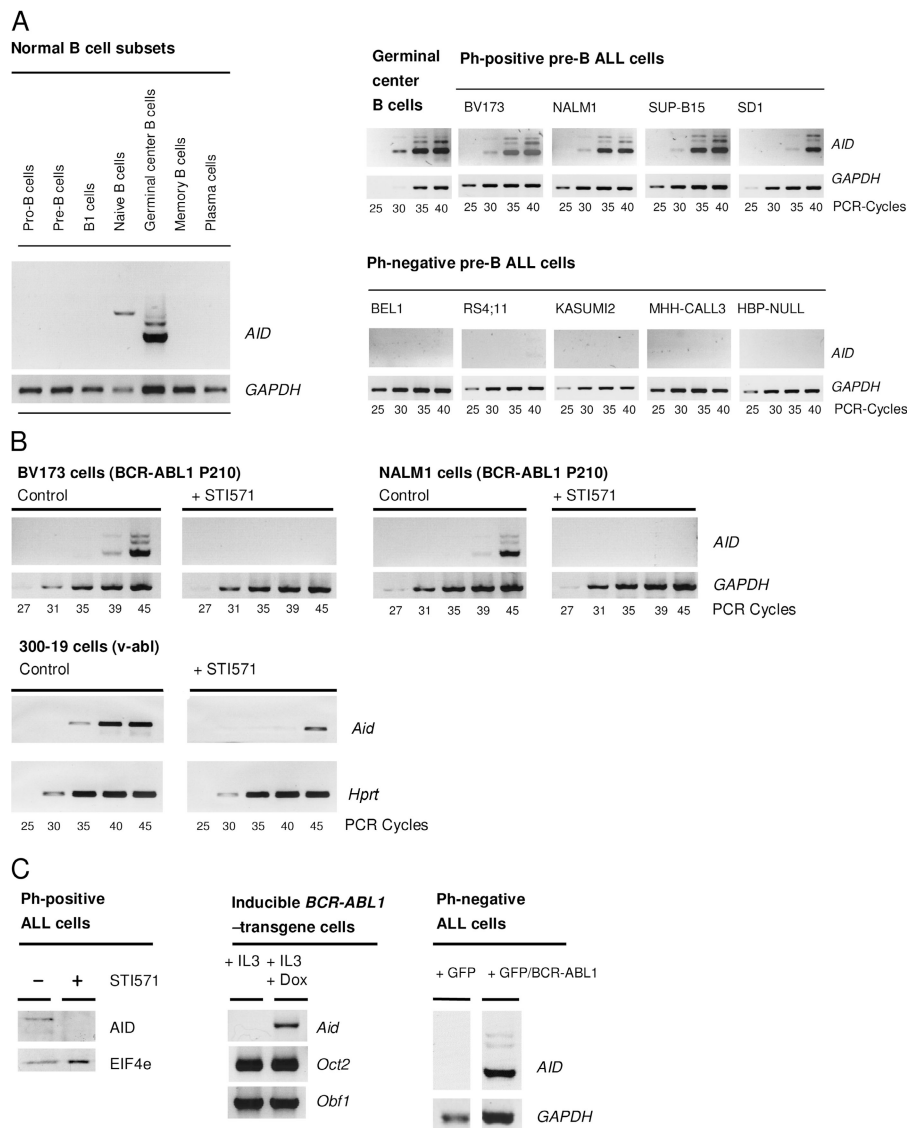 A
Normal B cell subsets
Pro-B cells
Pre-B cells
B1 cells
Naive B cells
Germinal center B cells
Memory B cells
Plasma cells
AID
GAPDH
Germinal
center
B cells
Ph-positive pre-B ALL cells
BV173 NALM1 SUP-B15 SD1
AID
GAPDH
25 30 35 40 25 30 35 40 25 30 35 40 25 30 35 40 25 30 35 40 PCR-Cycles
Ph-negative pre-B ALL cells
BEL1 RS4;11 KASUMI2 MHH-CALL3 HBP-NULL
AID
GAPDH
25 30 35 40 25 30 35 40 25 30 35 40 25 30 35 40 25 30 35 40 PCR-Cycles
B
BV173 cells (BCR-ABL1 P210) NALM1 cells (BCR-ABL1 P210)
Control + STI571 Control + STI571
AID
GAPDH
27 31 35 39 45 27 31 35 39 45 27 31 35 39 45 27 31 35 39 45 PCR Cycles
300-19 cells (v-abl)
Control + STI571
Aid
Hprt
25 30 35 40 45 25 30 35 40 45 PCR Cycles
C
Ph-positive
ALL cells
− + STI571
AID
EIF4e
Inducible BCR-ABL1
–transgene cells
+ IL3 + IL3
+ Dox
Aid
Oct2
Obf1
Ph-negative
ALL cells
+ GFP + GFP/BCR-ABL1
AID
GAPDH